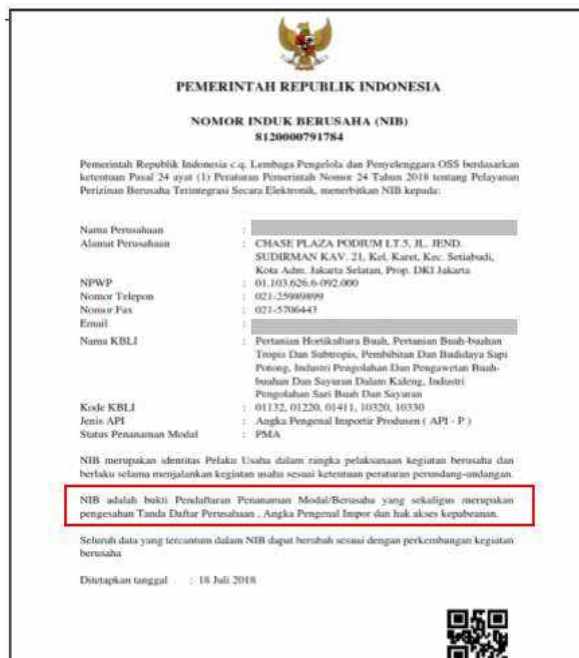 PEMERINTAH REPUBLIK INDONESIA
NOMOR INDUK BERUSAHA (NIB)
8120000791784
Pemerintah Republik Indonesia c.q. Lembaga Pengelola dan Penyelenggara OSS berdasarkan
ketentuan Pasal 24 ayat (1) Peraturan Pemerintah Nomor 24 Tahun 2018 tentang Pelayanan
Perizinan Berusaha Terintegrasi Secara Elektronik, menerbitkan NIB kepada:
Nama Perusahaan :
Alamat Perusahaan : CHASE PLAZA PODIUM LT.5, JL. JEND.
SUDIRMAN KAV. 21, Kel. Karet, Kec. Setiabudi,
Kota Adm. Jakarta Selatan, Prop. DKI Jakarta
NPWP : 01.103.626.6-092.000
Nomor Telepon : 021-25989899
Nomor Fax : 021-5706443
Email :
Nama KBLI : Pertanian Hortikultura Buah, Pertanian Buah-buahan
Tropis Dan Subtropis, Pembibitan Dan Budidaya Sapi
Potong, Industri Pengolahan Dan Pengawetan Buah-
buahan Dan Sayuran Dalam Kaleng, Industri
Pengolahan Sari Buah Dan Sayuran
Kode KBLI : 01132, 01220, 01411, 10320, 10330
Jenis API : Angka Pengenal Importir Produsen ( API - P )
Status Penanaman Modal : PMA
NIB merupakan identitas Pelaku Usaha dalam rangka pelaksanaan kegiatan berusaha dan
berlaku selama menjalankan kegiatan usaha sesuai ketentuan peraturan perundang-undangan.
NIB adalah bukti Pendaftaran Penanaman Modal/Berusaha yang sekaligus merupakan
pengesahan Tanda Daftar Perusahaan , Angka Pengenal Impor dan hak akses kepabeanan.
Seluruh data yang tercantum dalam NIB dapat berubah sesuai dengan perkembangan kegiatan
berusaha
Ditetapkan tanggal : 18 Juli 2018